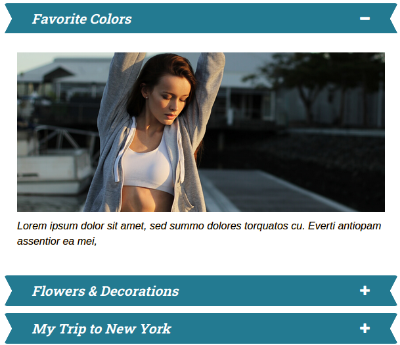 Favorite Colors
Lorem ipsum dolor sit amet, sed summo dolores torquatos cu. Everti antiopam
assentior ea mei,
Flowers & Decorations
My Trip to New York